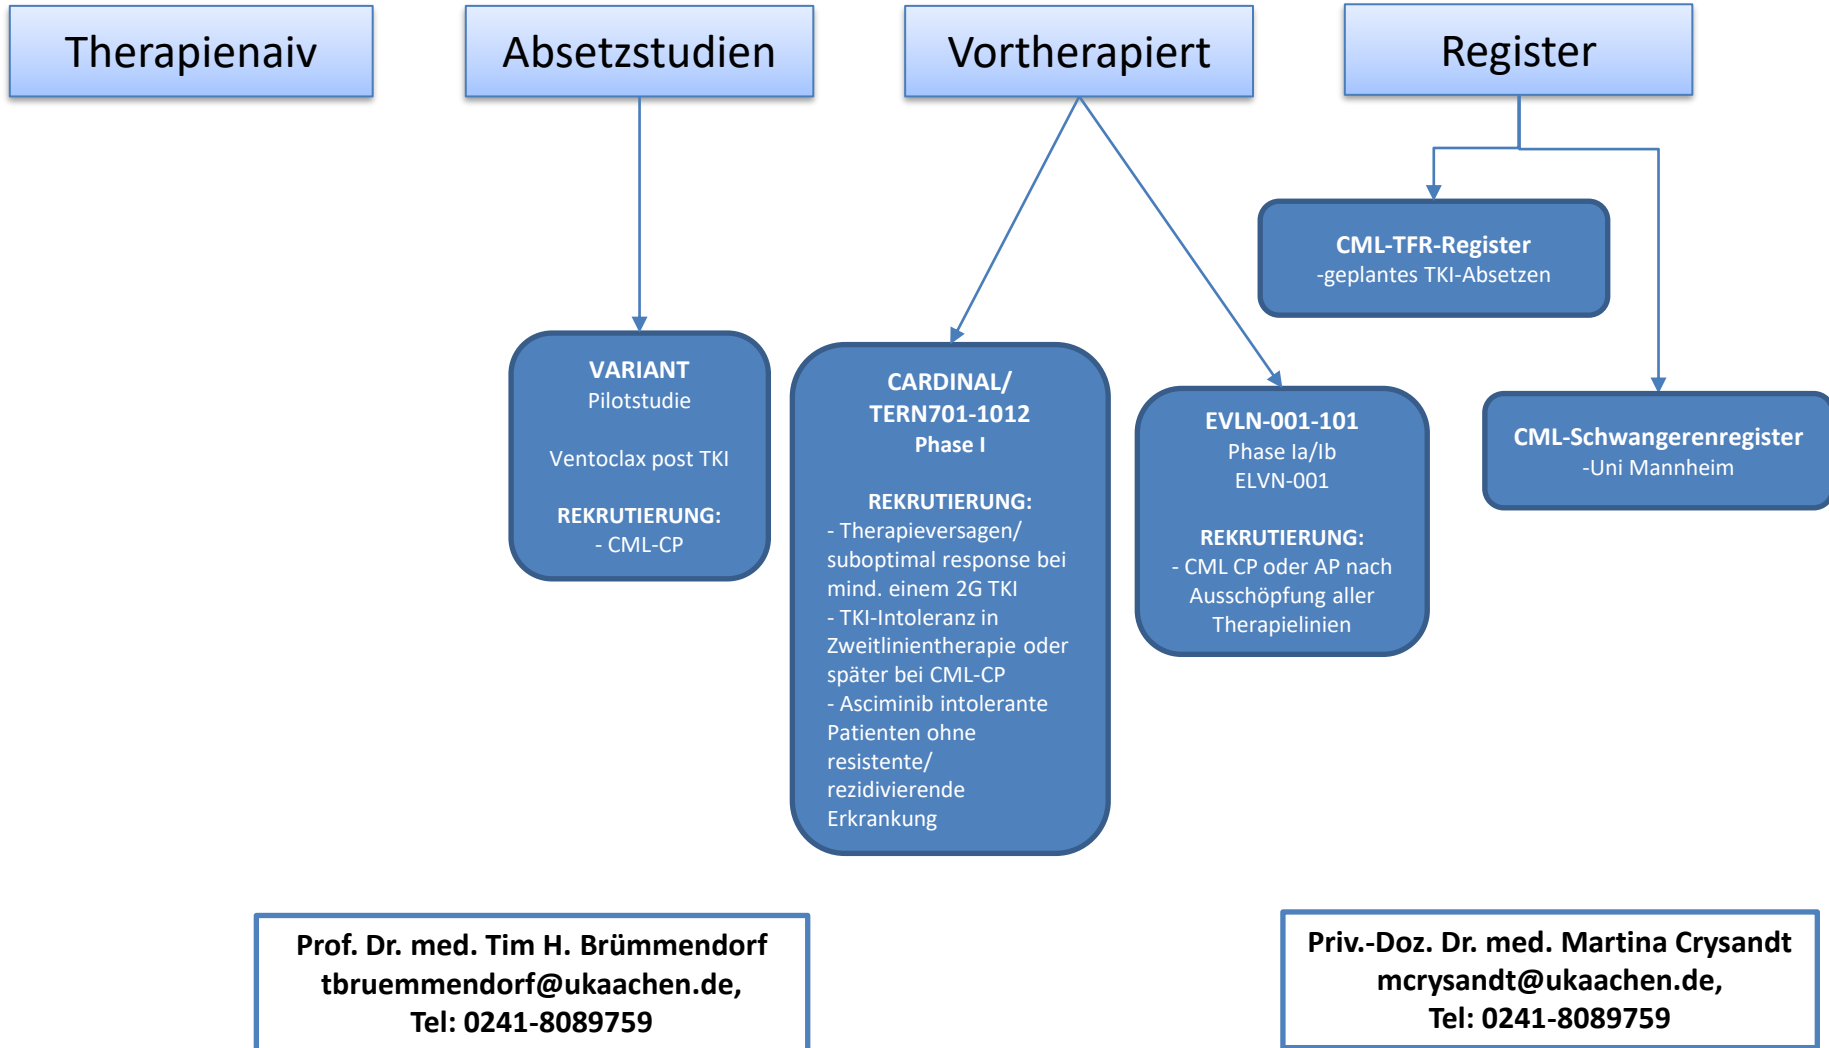 Therapienaiv
Absetzstudien
Vortherapiert
Register
VARIANT
Pilotstudie
Ventoclax post TKI
REKRUTIERUNG:
- CML-CP
CARDINAL/
TERN701-1012
Phase I
REKRUTIERUNG:
- Therapieversagen/
suboptimal response bei
mind. einem 2G TKI
- TKI-Intoleranz in
Zweitlinientherapie oder
später bei CML-CP
- Asciminib intolerante
Patienten ohne
resistente/
rezidivierende
Erkrankung
EVLN-001-101
Phase Ia/Ib
ELVN-001
REKRUTIERUNG:
- CML CP oder AP nach
Ausschöpfung aller
Therapielinien
CML-TFR-Register
-geplantes TKI-Absetzen
CML-Schwangerenregister
-Uni Mannheim
Prof. Dr. med. Tim H. Brümmendorf
tbruemmendorf@ukaachen.de,
Tel: 0241-8089759
Priv.-Doz. Dr. med. Martina Crysandt
mcrysandt@ukaachen.de,
Tel: 0241-8089759